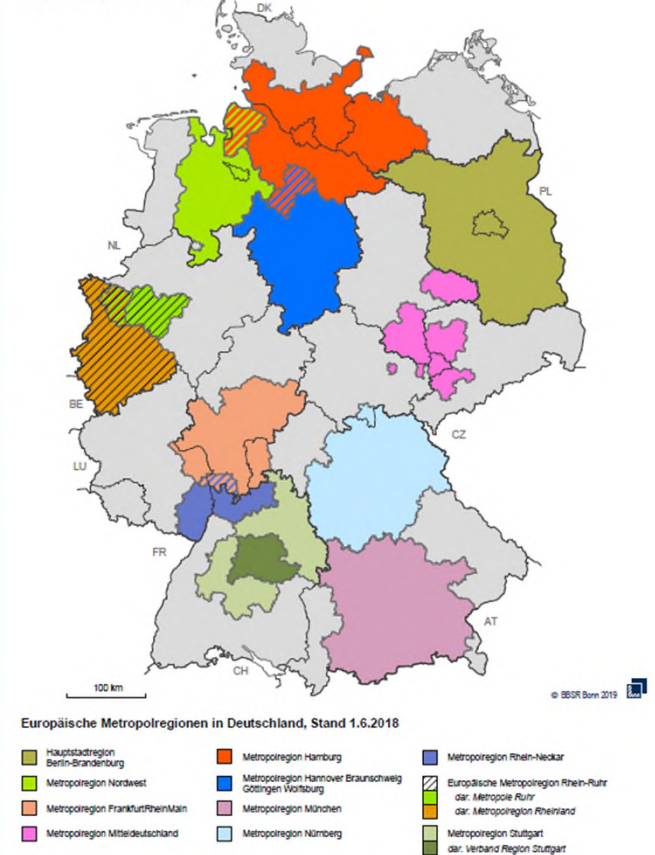 DK
PL
NL
BE
CZ
LU
FR
AT
CH
100 km
© BBSR Bonn 2019
Europäische Metropolregionen in Deutschland, Stand 1.6.2018
Hauptstadtregion
Berlin-Brandenburg
Metropolregion Nordwest
Metropolregion FrankfurtRheinMain
Metropolregion Mitteldeutschland
Metropolregion Hamburg
Metropolregion Hannover Braunschweig
Göttingen Wolfsburg
Metropolregion München
Metropolregion Nürnberg
Metropolregion Rhein-Neckar
Europäische Metropolregion Rhein-Ruhr
dar. Metropole Ruhr
dar. Metropolregion Rheinland
Metropolregion Stuttgart
dar. Verband Region Stuttgart